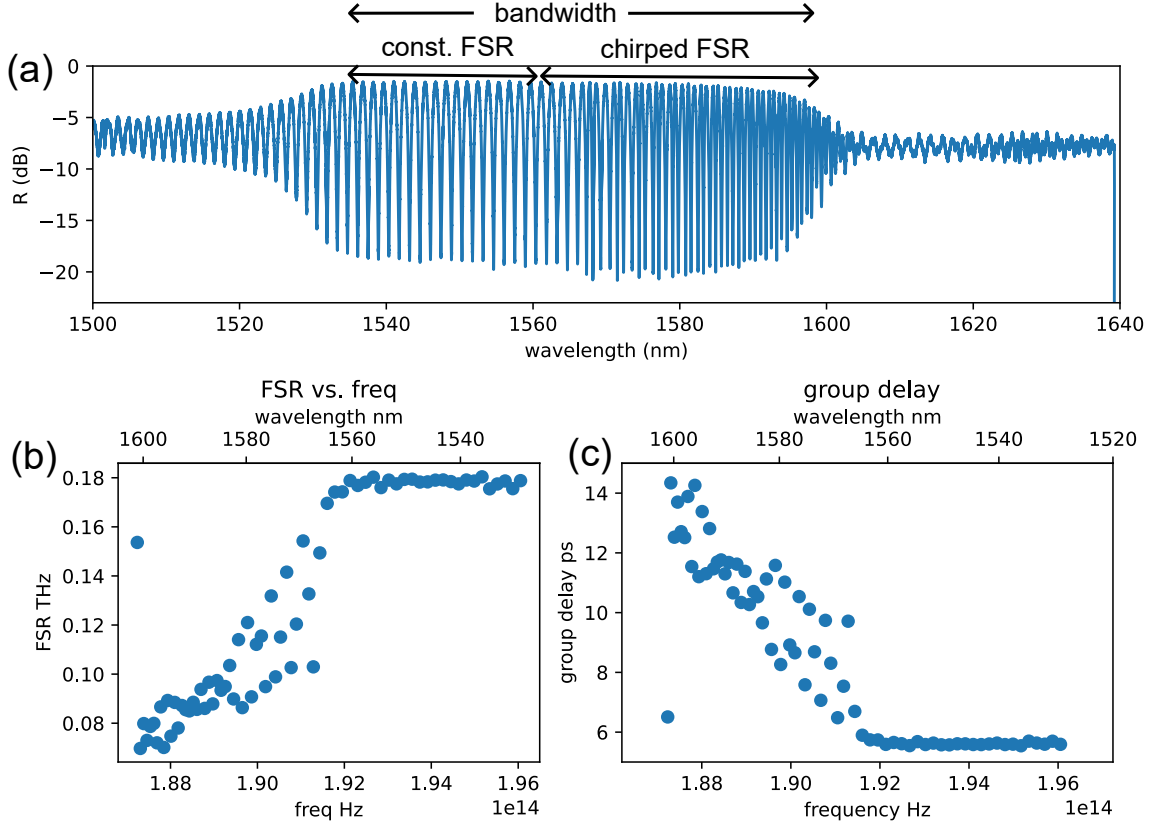 bandwidth
const. FSR
chirped FSR
(a)
0
−5
−10
−15
−20
R (dB)
1500
1520
1540
1560
1580
1600
1620
1640
wavelength (nm)
FSR vs. freq
wavelength nm
1600
1580
1560
1540
(b)
0.18
0.16
0.14
0.12
0.10
0.08
FSR THz
1.88
1.90
1.92
1.94
1.96
1e14
freq Hz
group delay
wavelength nm
1600
1580
1560
1540
1520
(c)
14
12
10
8
6
group delay ps
1.88
1.90
1.92
1.94
1.96
1e14
frequency Hz